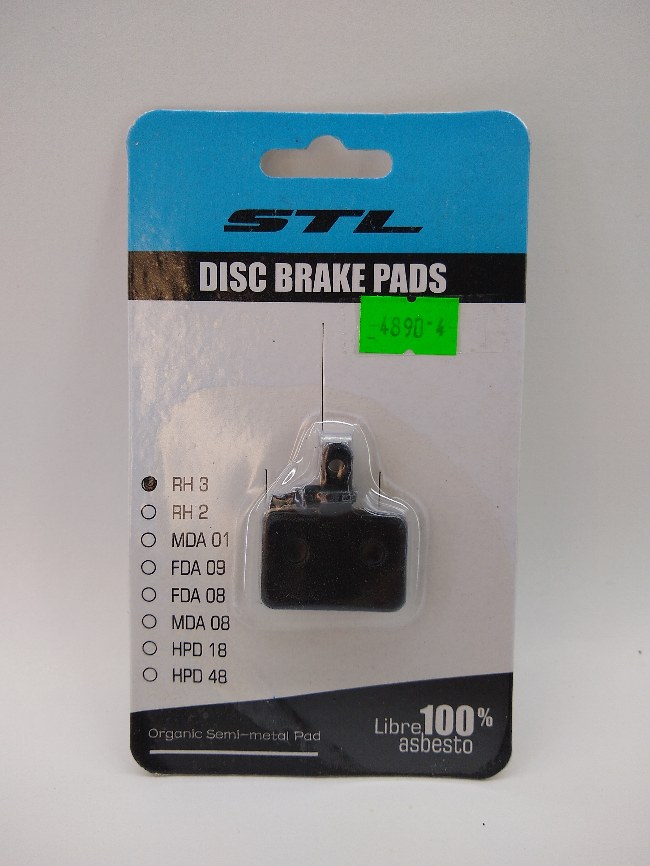 STL
DISC BRAKE PADS
4890-4
RH 3
RH 2
MDA 01
FDA 09
FDA 08
MDA 08
HPD 18
HPD 48
Organic Semi-metal Pad
Libre 100%
asbesto